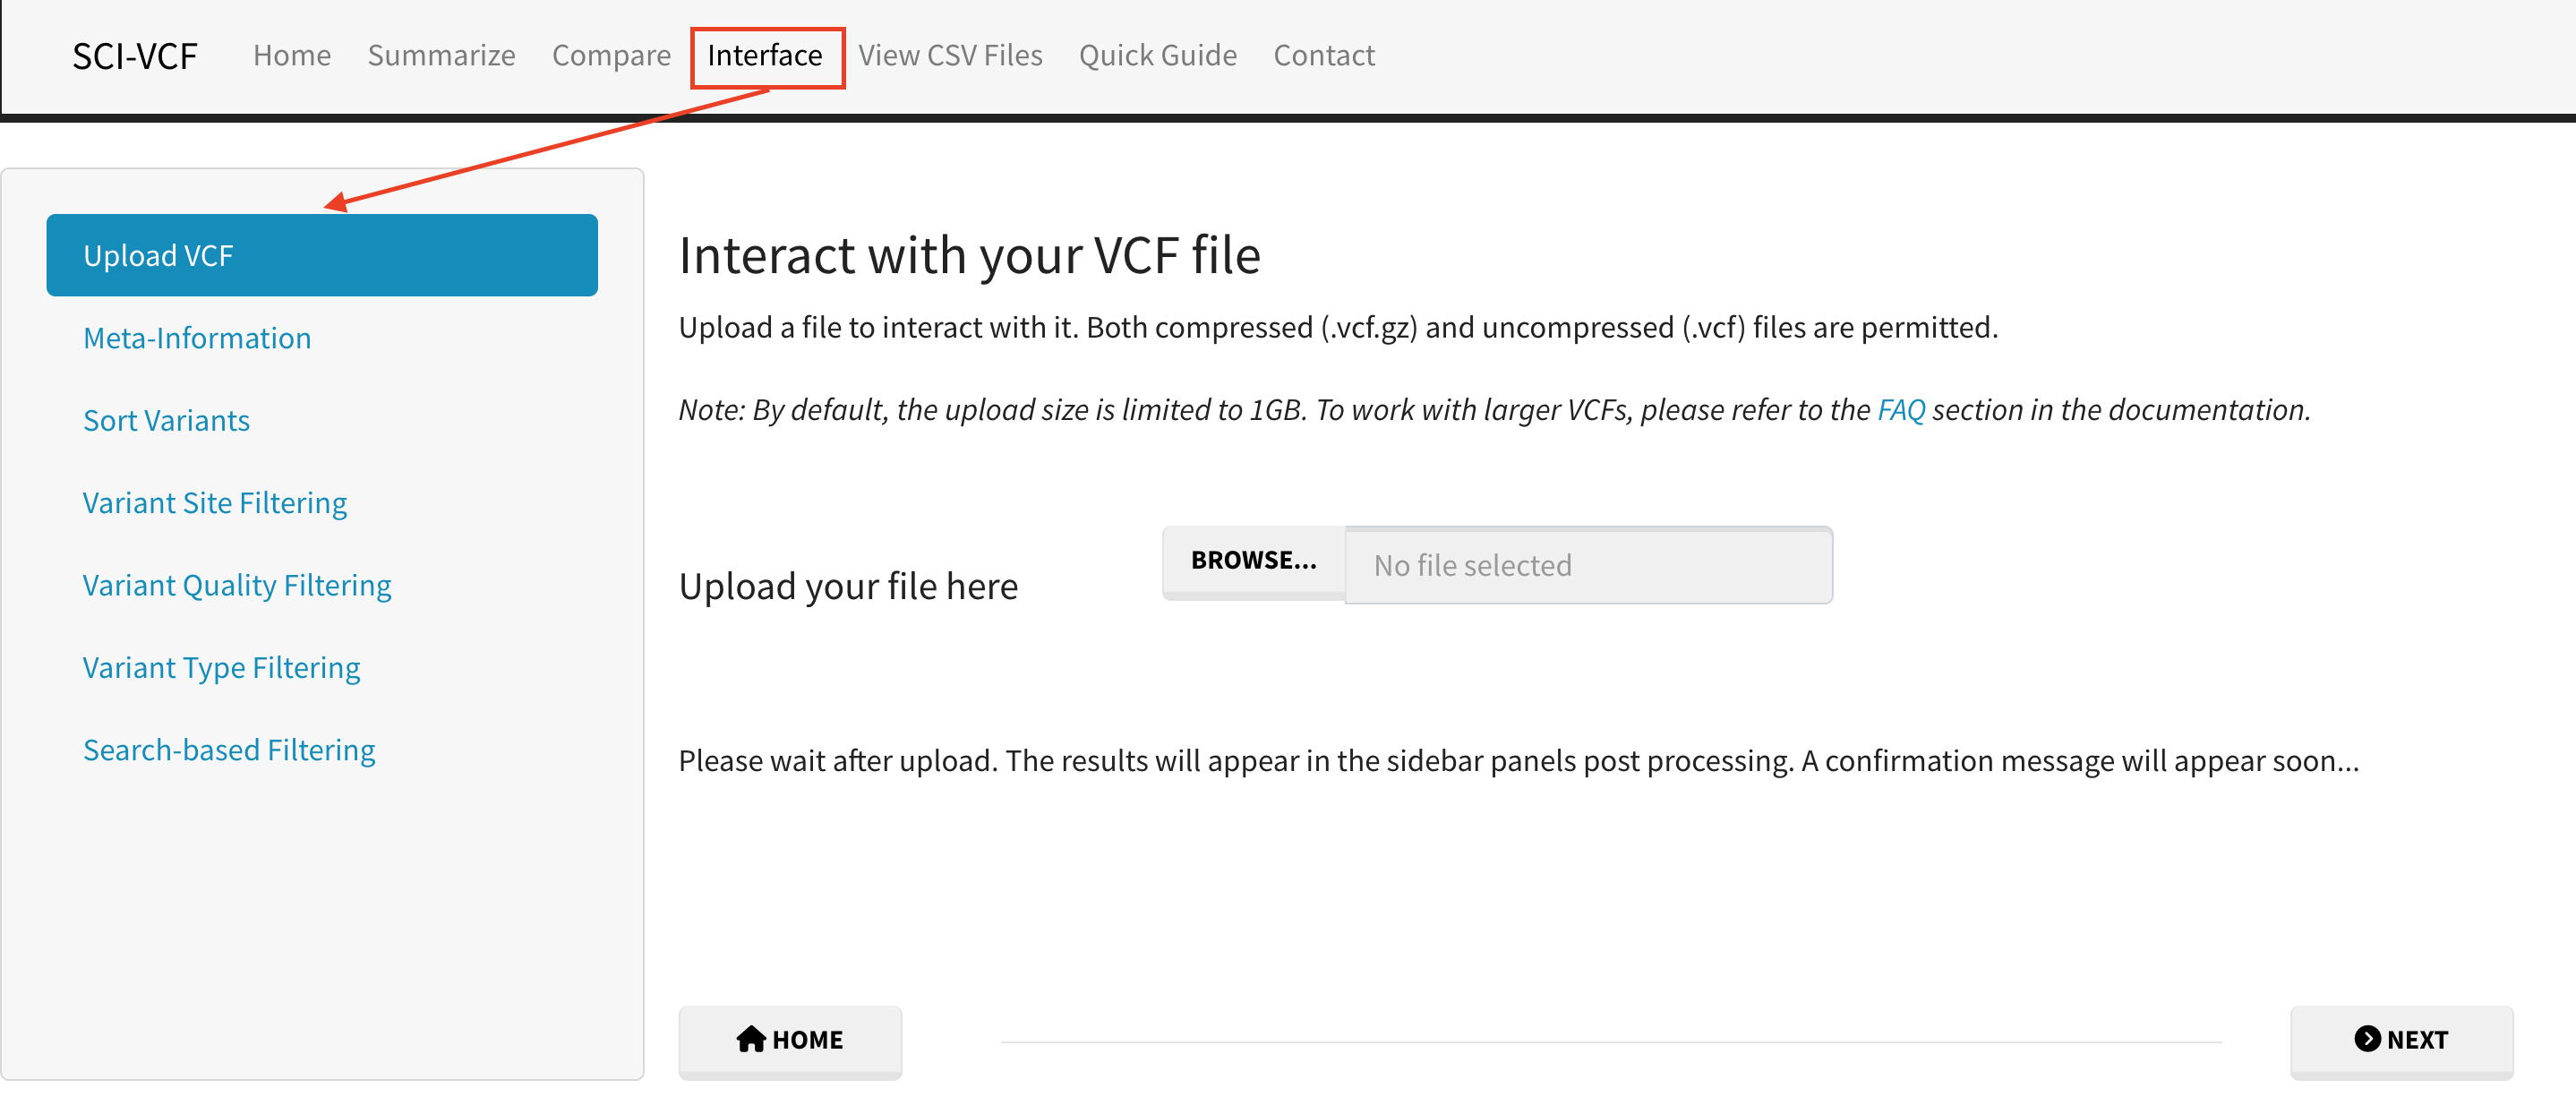 SCI-VCF Home Summarize Compare Interface View CSV Files Quick Guide Contact
Upload VCF
Meta-Information
Sort Variants
Variant Site Filtering
Variant Quality Filtering
Variant Type Filtering
Search-based Filtering
Interact with your VCF file
Upload a file to interact with it. Both compressed (.vcf.gz) and uncompressed (.vcf) files are permitted.
Note: By default, the upload size is limited to 1GB. To work with larger VCFs, please refer to the FAQ section in the documentation.
Upload your file here
BROWSE... No file selected
Please wait after upload. The results will appear in the sidebar panels post processing. A confirmation message will appear soon...
HOME
NEXT